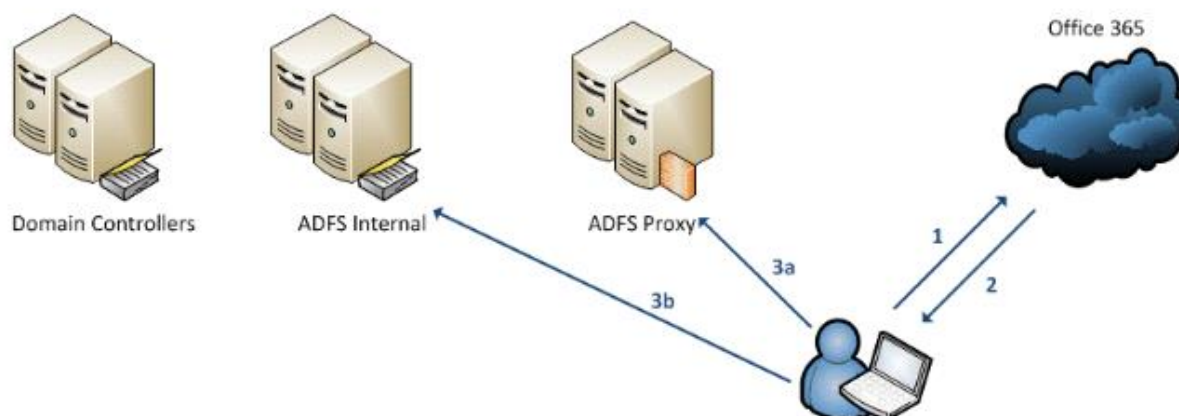 Office 365
Domain Controllers
ADFS Internal
ADFS Proxy
1
2
3a
3b